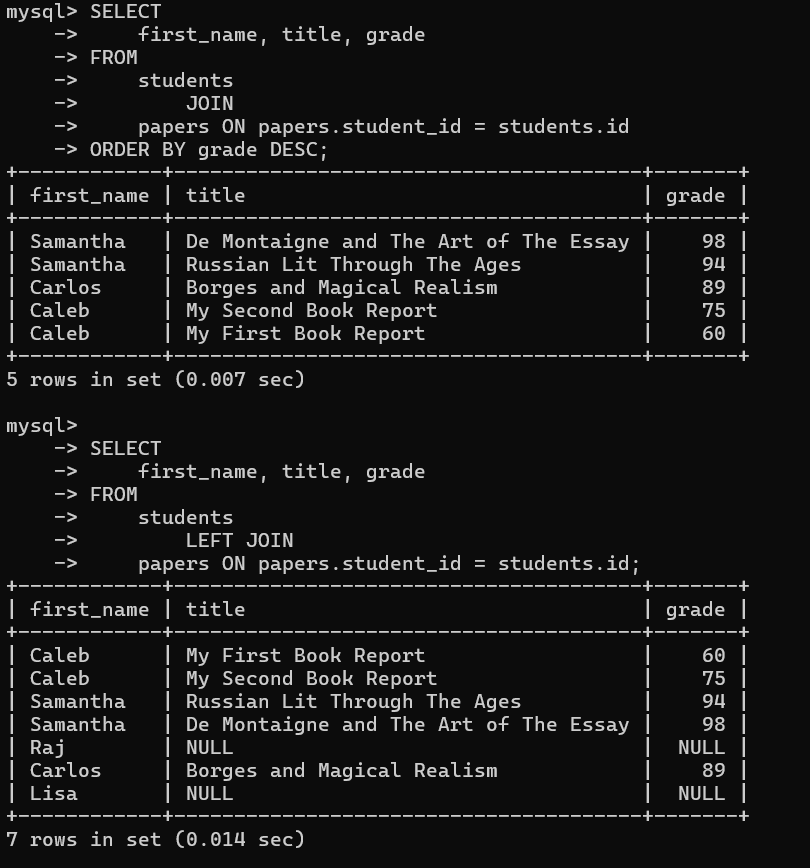 mysql> SELECT
    ->     first_name, title, grade
    -> FROM
    ->     students
    ->         JOIN
    ->     papers ON papers.student_id = students.id
    -> ORDER BY grade DESC;
+------------+---------------------------------------+-------+
| first_name | title                                 | grade |
+------------+---------------------------------------+-------+
| Samantha   | De Montaigne and The Art of The Essay |    98 |
| Samantha   | Russian Lit Through The Ages          |    94 |
| Carlos     | Borges and Magical Realism            |    89 |
| Caleb      | My Second Book Report                 |    75 |
| Caleb      | My First Book Report                  |    60 |
+------------+---------------------------------------+-------+
5 rows in set (0.007 sec)

mysql>
    -> SELECT
    ->     first_name, title, grade
    -> FROM
    ->     students
    ->         LEFT JOIN
    ->     papers ON papers.student_id = students.id;
+------------+---------------------------------------+-------+
| first_name | title                                 | grade |
+------------+---------------------------------------+-------+
| Caleb      | My First Book Report                  |    60 |
| Caleb      | My Second Book Report                 |    75 |
| Samantha   | Russian Lit Through The Ages          |    94 |
| Samantha   | De Montaigne and The Art of The Essay |    98 |
| Raj        | NULL                                  |  NULL |
| Carlos     | Borges and Magical Realism            |    89 |
| Lisa       | NULL                                  |  NULL |
+------------+---------------------------------------+-------+
7 rows in set (0.014 sec)